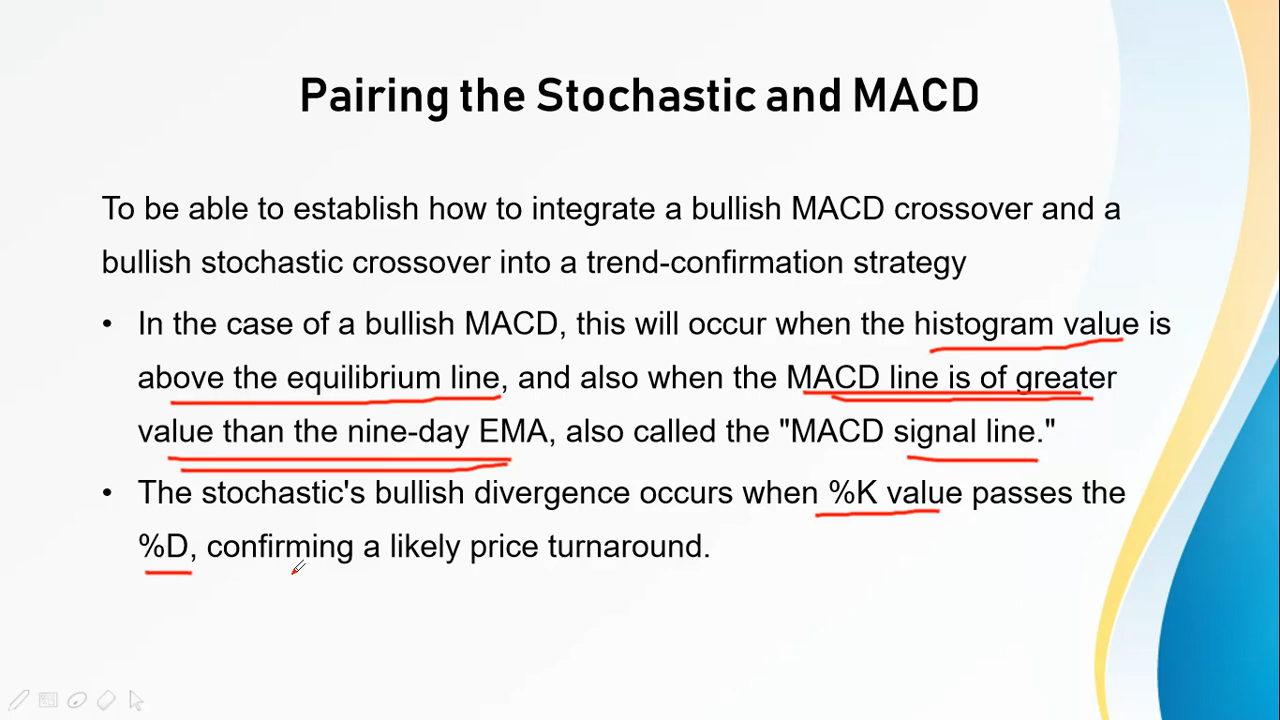 Pairing the Stochastic and MACD
To be able to establish how to integrate a bullish MACD crossover and a
bullish stochastic crossover into a trend-confirmation strategy
• In the case of a bullish MACD, this will occur when the histogram value is
above the equilibrium line, and also when the MACD line is of greater
value than the nine-day EMA, also called the "MACD signal line."
• The stochastic's bullish divergence occurs when %K value passes the
%D, confirming a likely price turnaround.